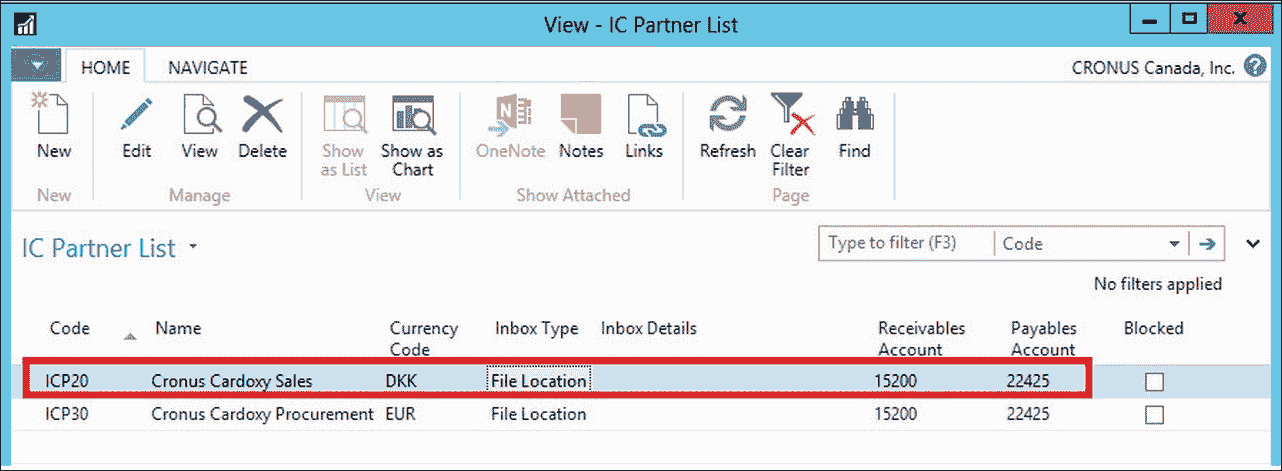 View - IC Partner List
HOME NAVIGATE CRONUS Canada, Inc. ?
New Edit View Delete Show as List Show as Chart OneNote Notes Links Refresh Clear Filter Find
New Manage View Show Attached Page
IC Partner List
Type to filter (F3) Code
No filters applied
Code Name Currency Code Inbox Type Inbox Details Receivables Account Payables Account Blocked
ICP20 Cronus Cardoxy Sales DKK File Location 15200 22425
ICP30 Cronus Cardoxy Procurement EUR File Location 15200 22425